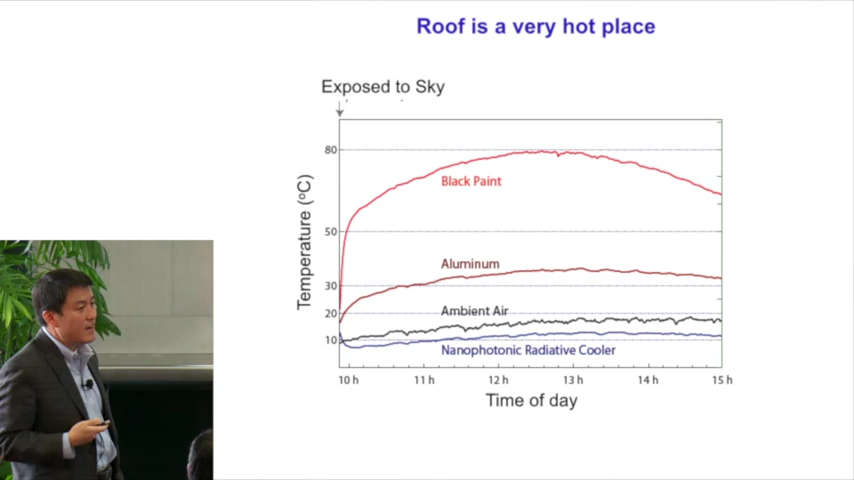 Roof is a very hot place
Exposed to Sky
80
50
30
20
10
Temperature (°C)
Black Paint
Aluminum
Ambient Air
Nanophotonic Radiative Cooler
10 h
11 h
12 h
13 h
14 h
15 h
Time of day